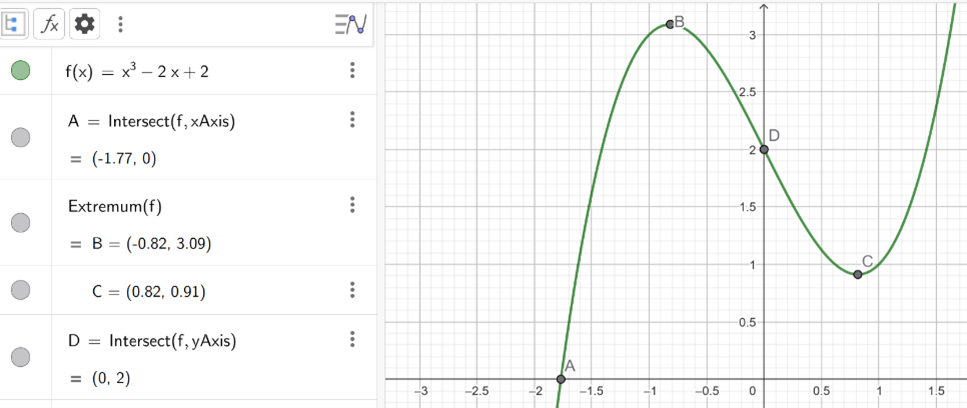 fx
f(x) = x³ − 2 x + 2
A = Intersect(f, xAxis)
= (-1.77, 0)
Extremum(f)
= B = (-0.82, 3.09)
C = (0.82, 0.91)
D = Intersect(f, yAxis)
= (0, 2)
B
3
2.5
D
2
1.5
C
1
0.5
A
−3 −2.5 −2 −1.5 −1 −0.5 0 0.5 1 1.5